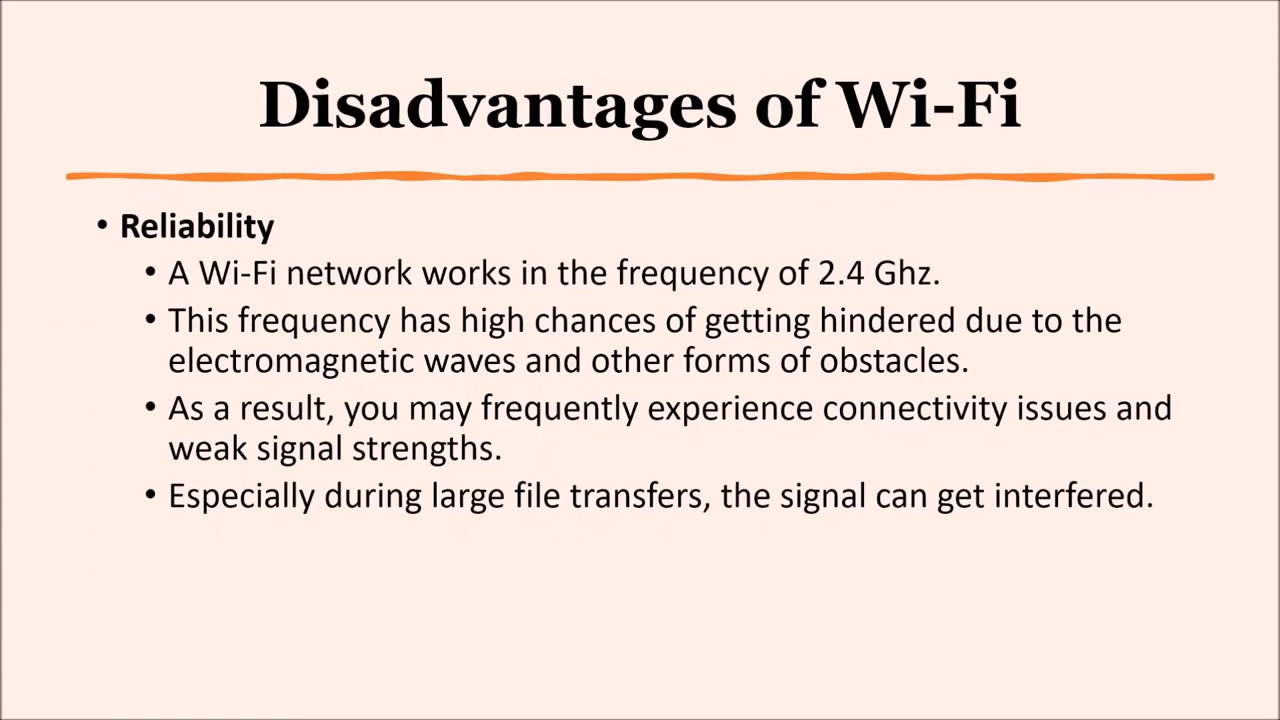 Disadvantages of Wi-Fi
• Reliability
• A Wi-Fi network works in the frequency of 2.4 Ghz.
• This frequency has high chances of getting hindered due to the
electromagnetic waves and other forms of obstacles.
• As a result, you may frequently experience connectivity issues and
weak signal strengths.
• Especially during large file transfers, the signal can get interfered.